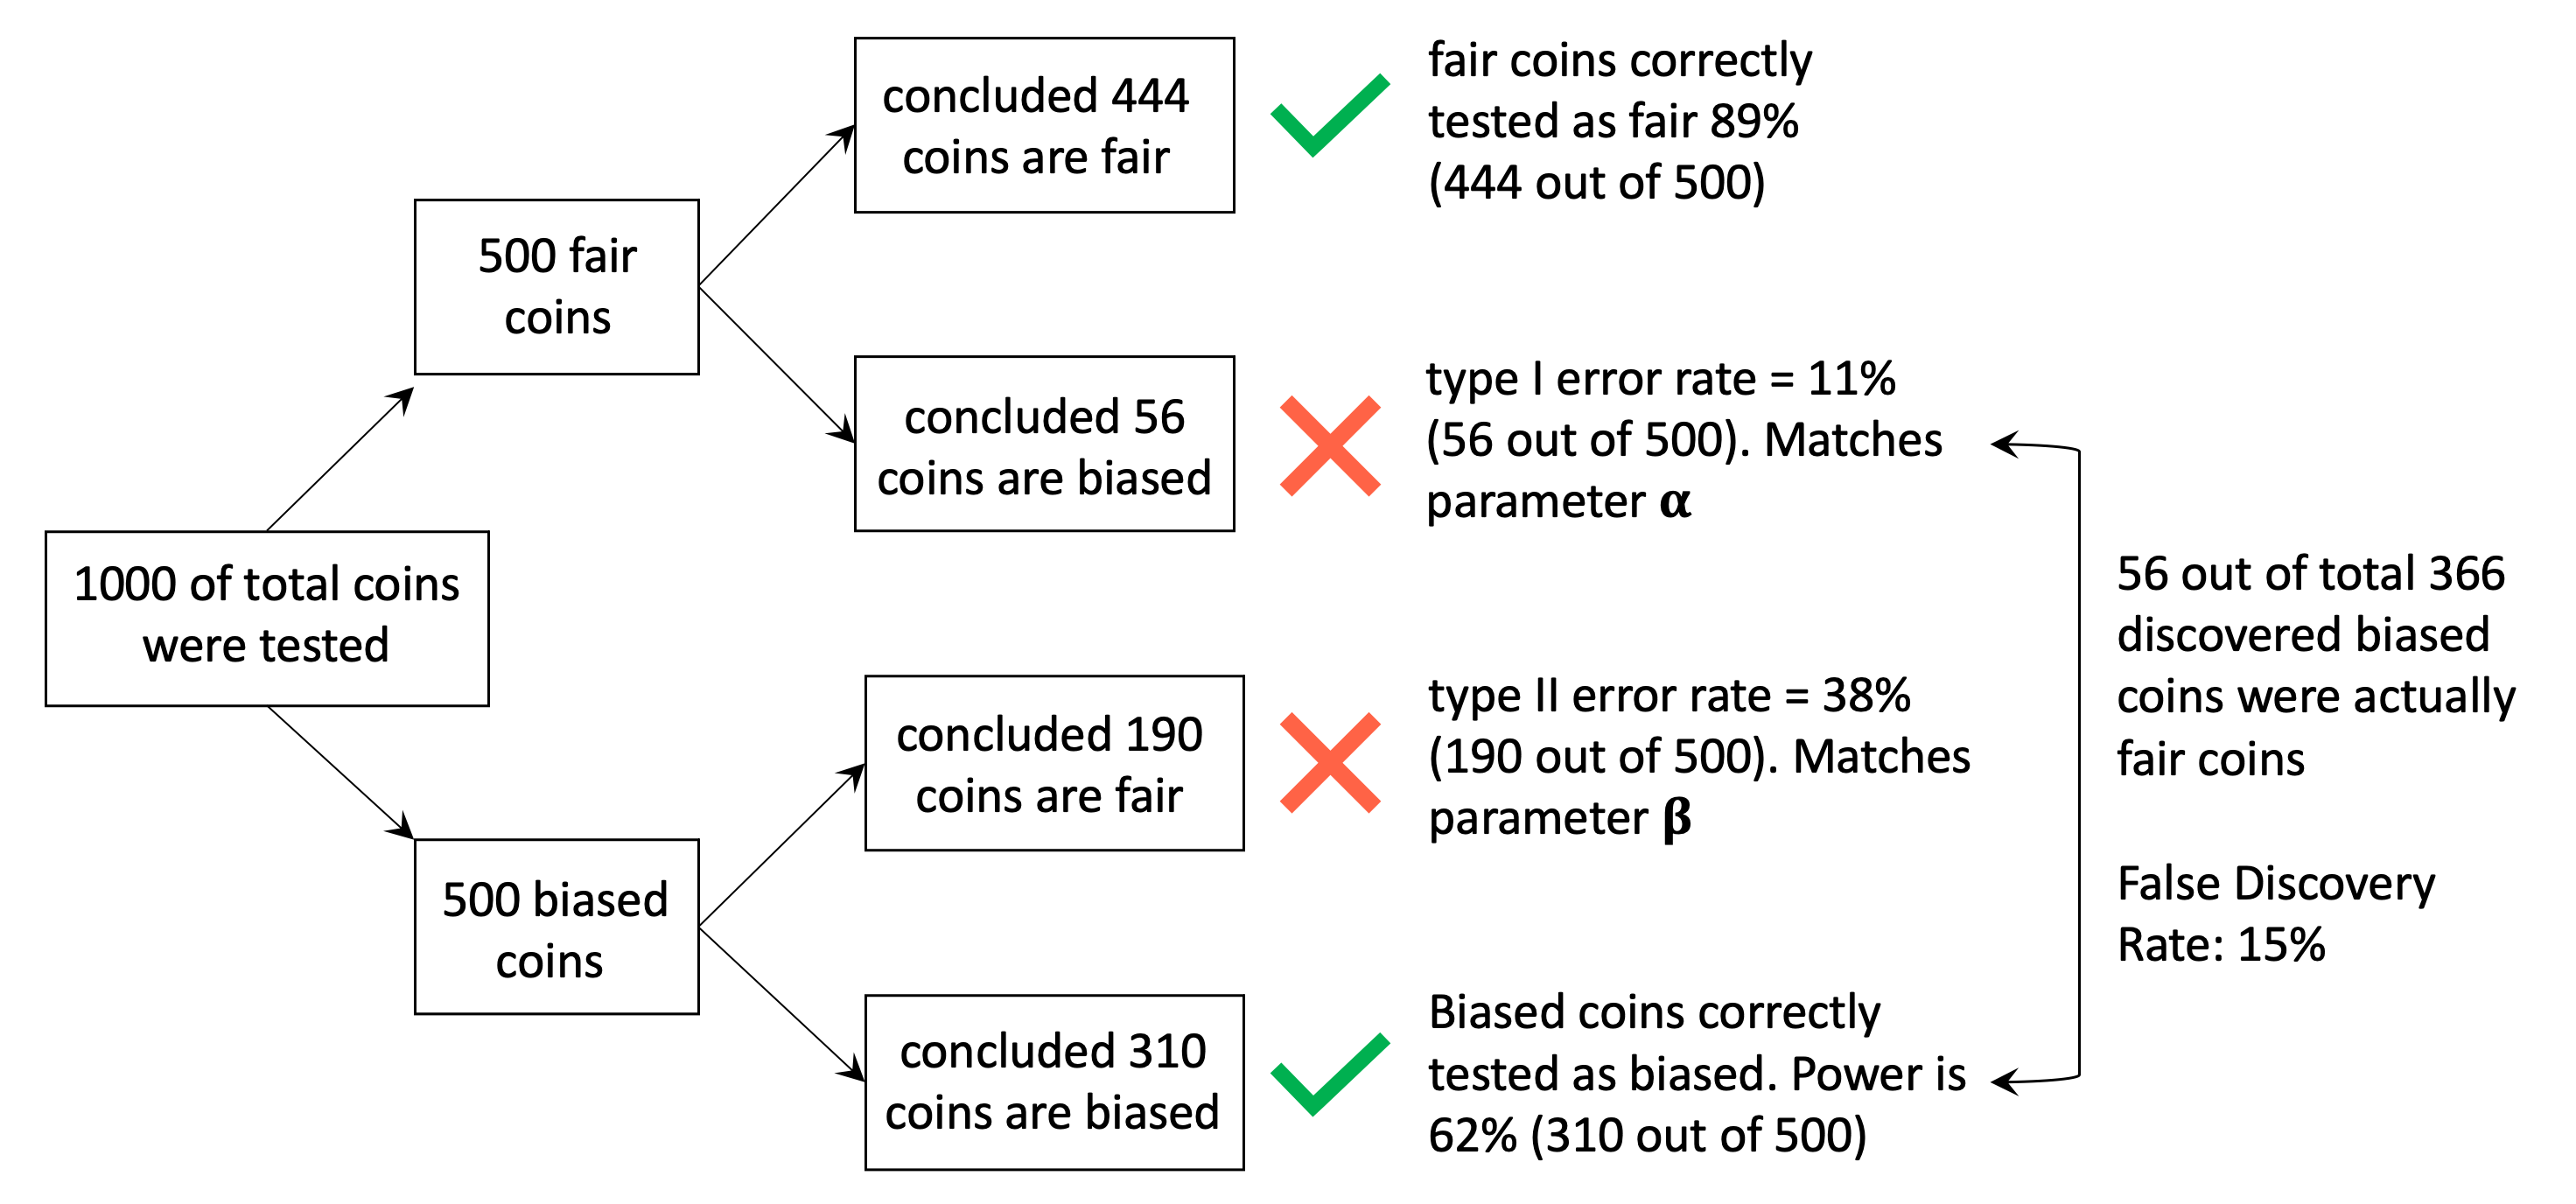 1000 of total coins
were tested
500 fair
coins
500 biased
coins
concluded 444
coins are fair
fair coins correctly
tested as fair 89%
(444 out of 500)
concluded 56
coins are biased
type I error rate = 11%
(56 out of 500). Matches
parameter α
concluded 190
coins are fair
type II error rate = 38%
(190 out of 500). Matches
parameter β
concluded 310
coins are biased
Biased coins correctly
tested as biased. Power is
62% (310 out of 500)
56 out of total 366
discovered biased
coins were actually
fair coins
False Discovery
Rate: 15%